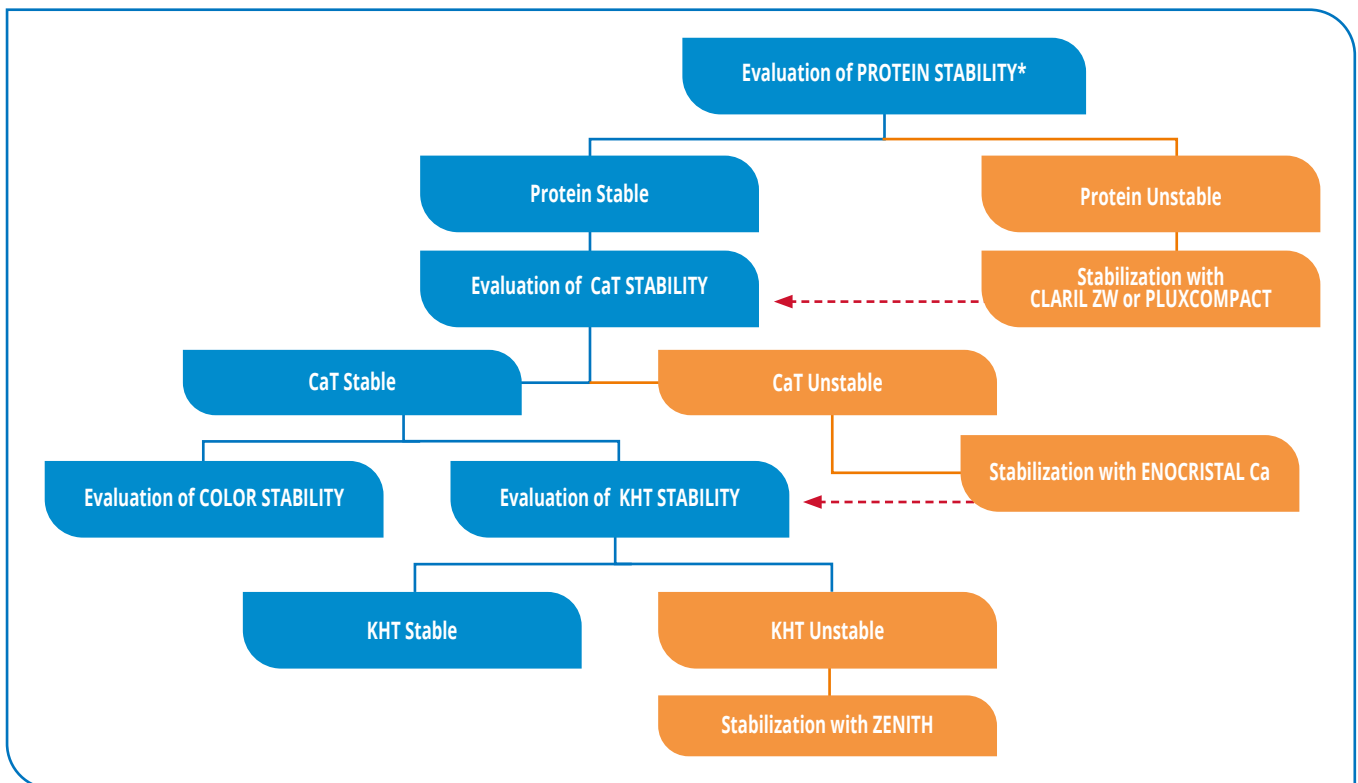 Evaluation of PROTEIN STABILITY*
Protein Stable
Protein Unstable
Evaluation of CaT STABILITY
Stabilization with
CLARIL ZW or PLUXCOMPACT
CaT Stable
CaT Unstable
Evaluation of COLOR STABILITY
Evaluation of KHT STABILITY
Stabilization with ENOCRISTAL Ca
KHT Stable
KHT Unstable
Stabilization with ZENITH